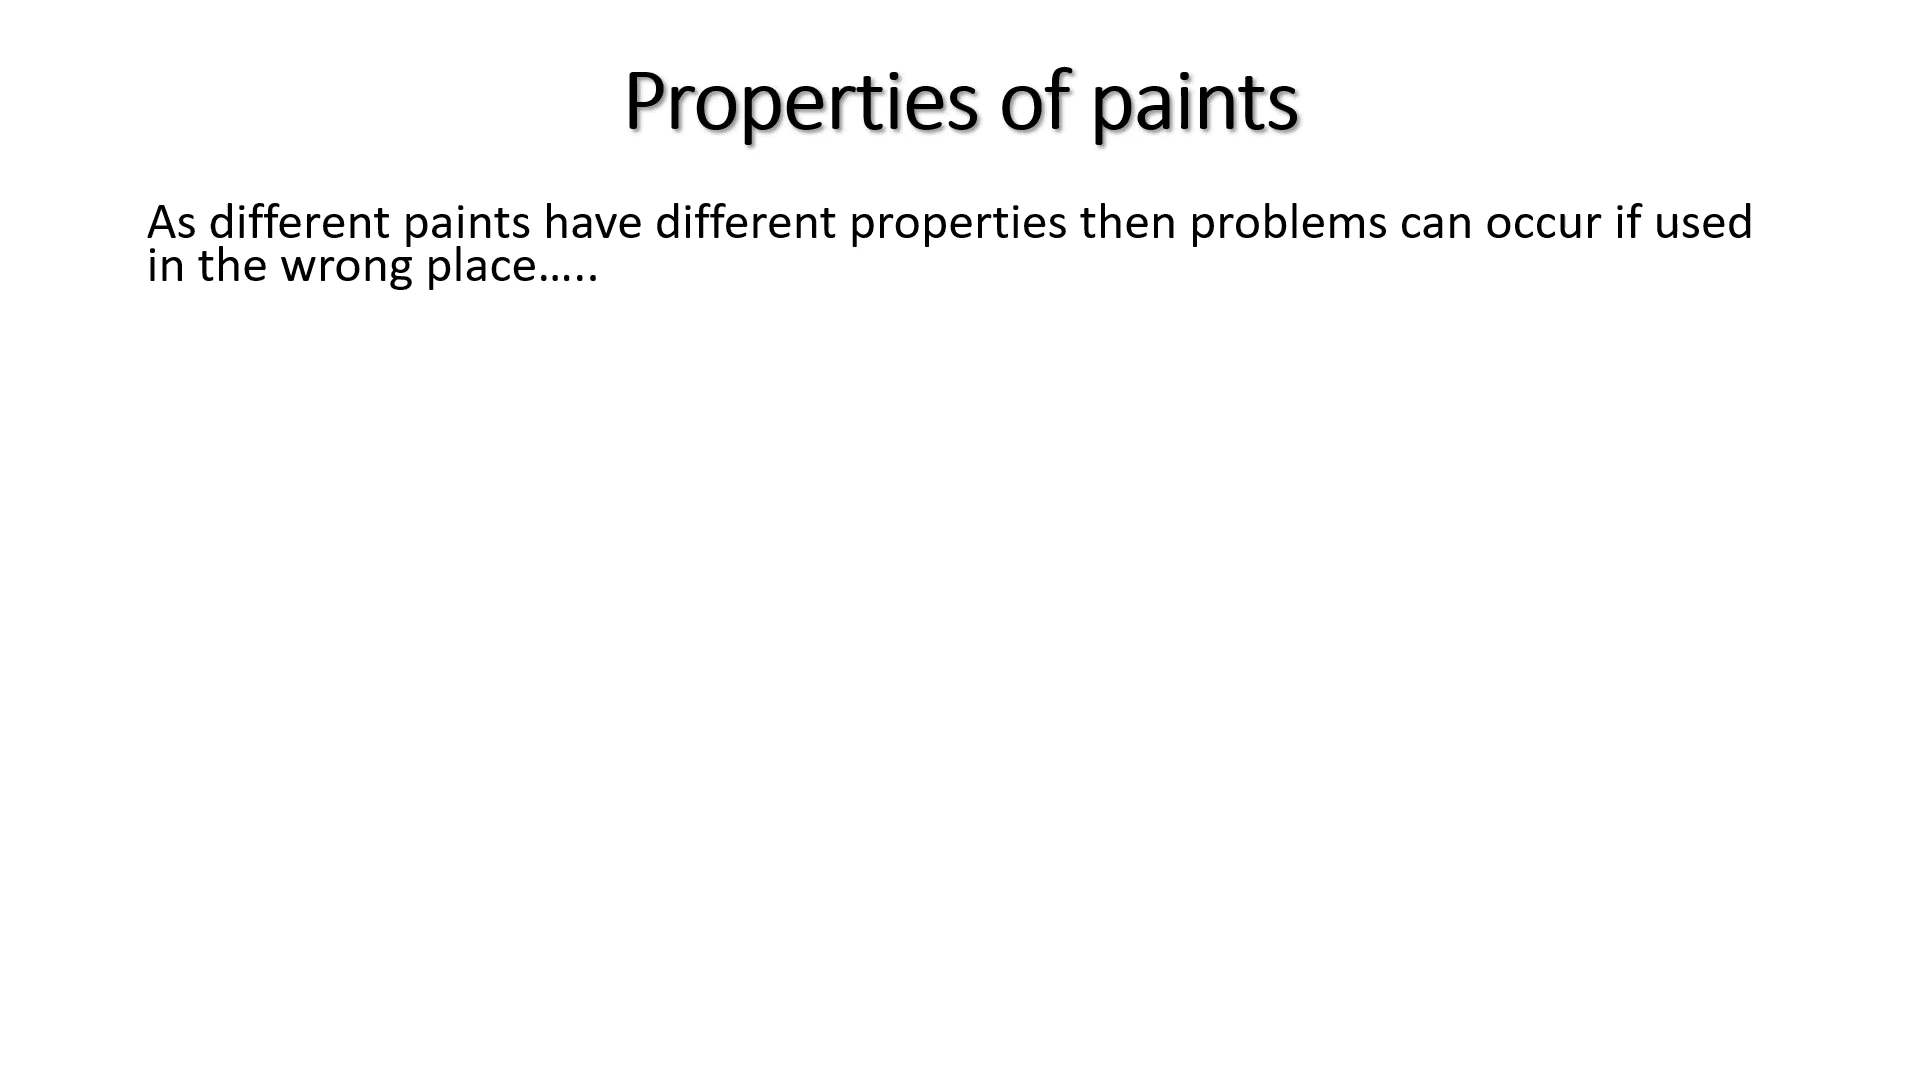 Properties of paints
As different paints have different properties then problems can occur if used
in the wrong place…..